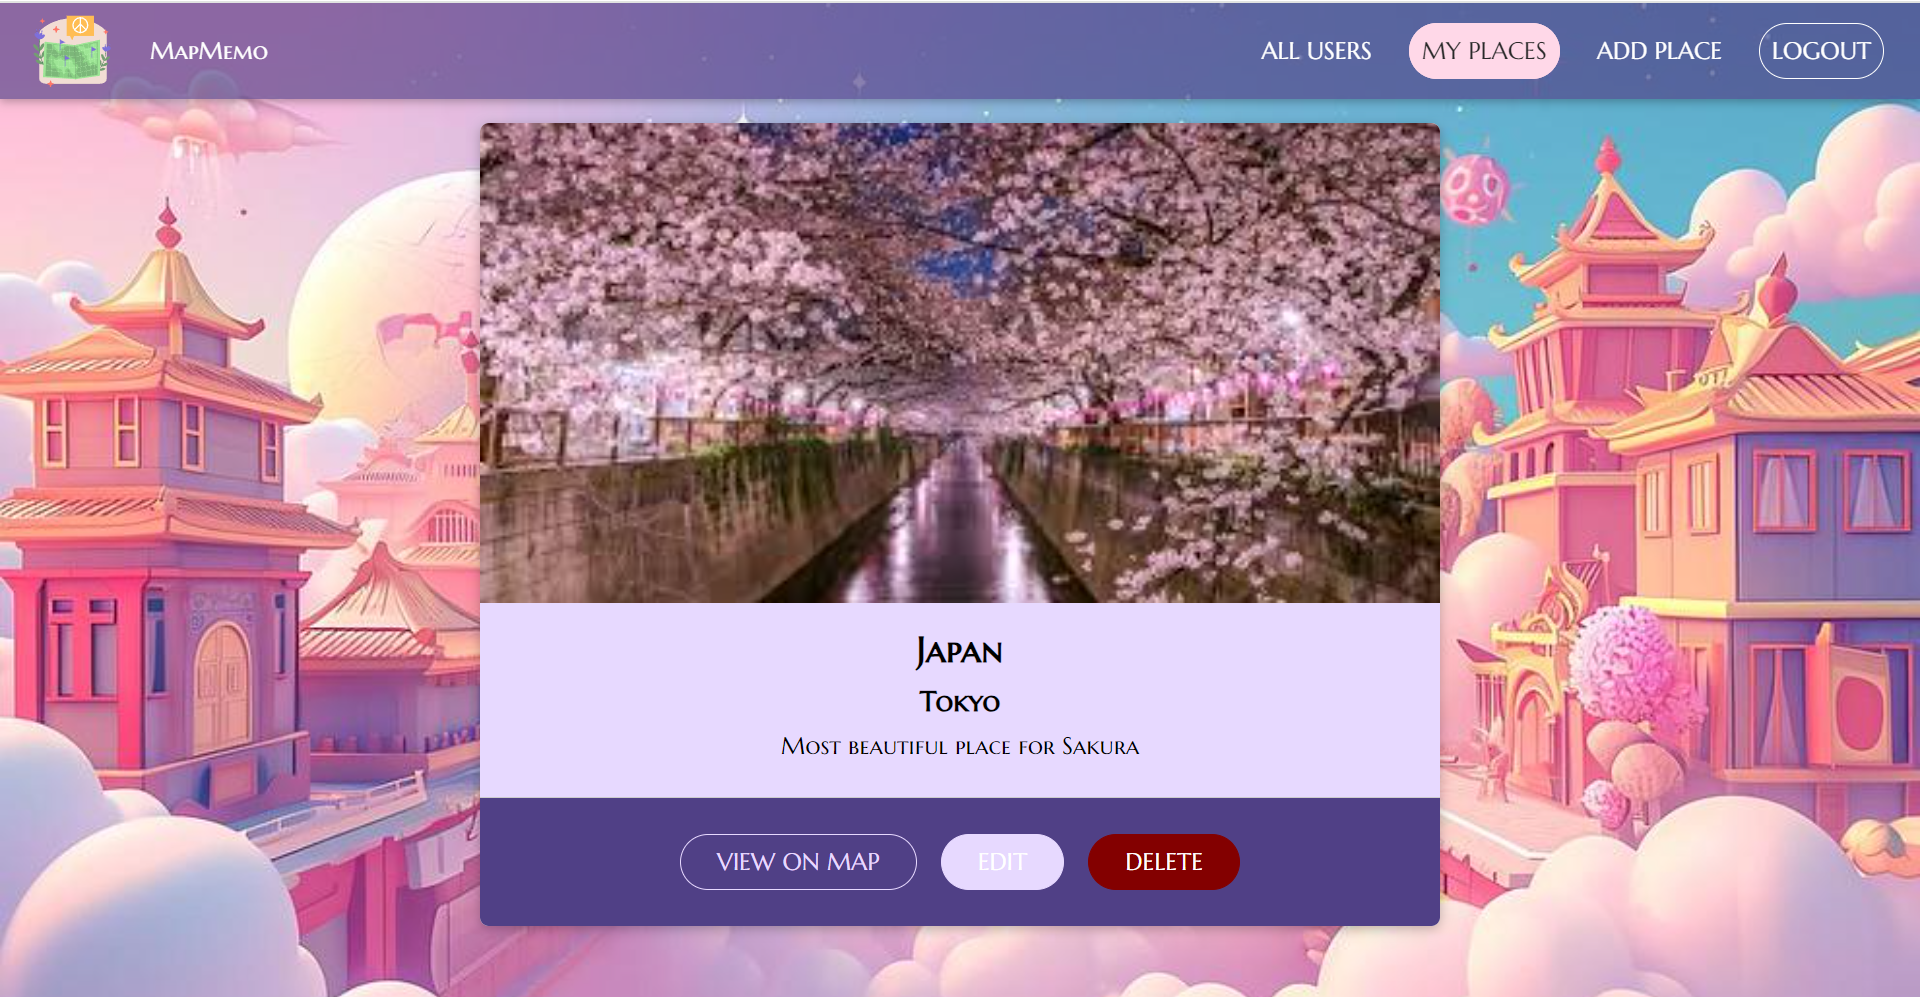 MapMemo
ALL USERS
MY PLACES
ADD PLACE
LOGOUT
Japan
Tokyo
Most beautiful place for Sakura
VIEW ON MAP
EDIT
DELETE